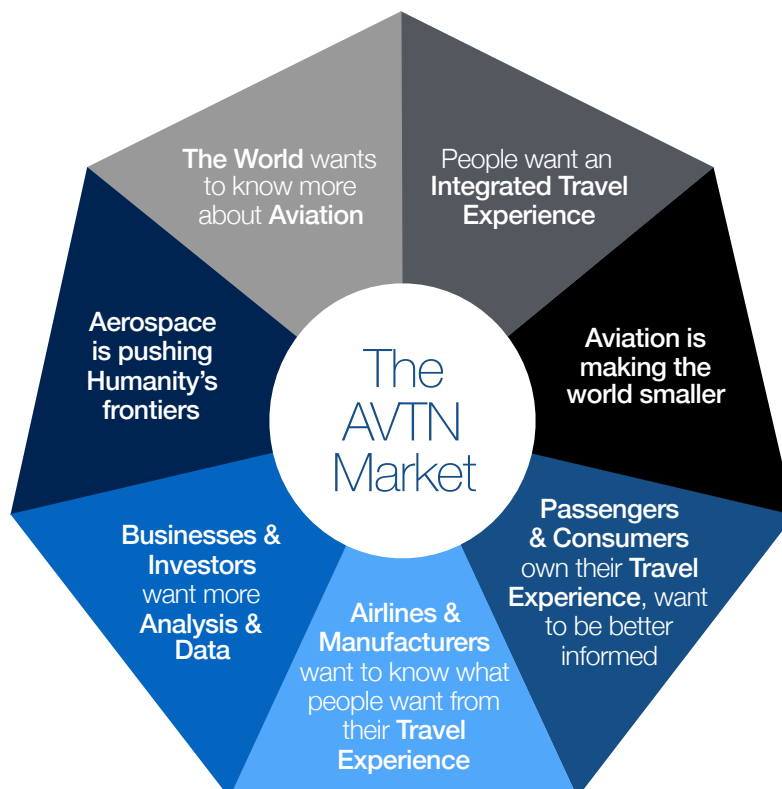 The World wants
to know more
about Aviation
People want an
Integrated Travel
Experience
Aerospace
is pushing
Humanity's
frontiers
The
AVTN
Market
Aviation is
making the
world smaller
Businesses &
Investors
want more
Analysis &
Data
Airlines &
Manufacturers
want to know what
people want from
their Travel
Experience
Passengers
& Consumers
own their Travel
Experience, want
to be better
informed